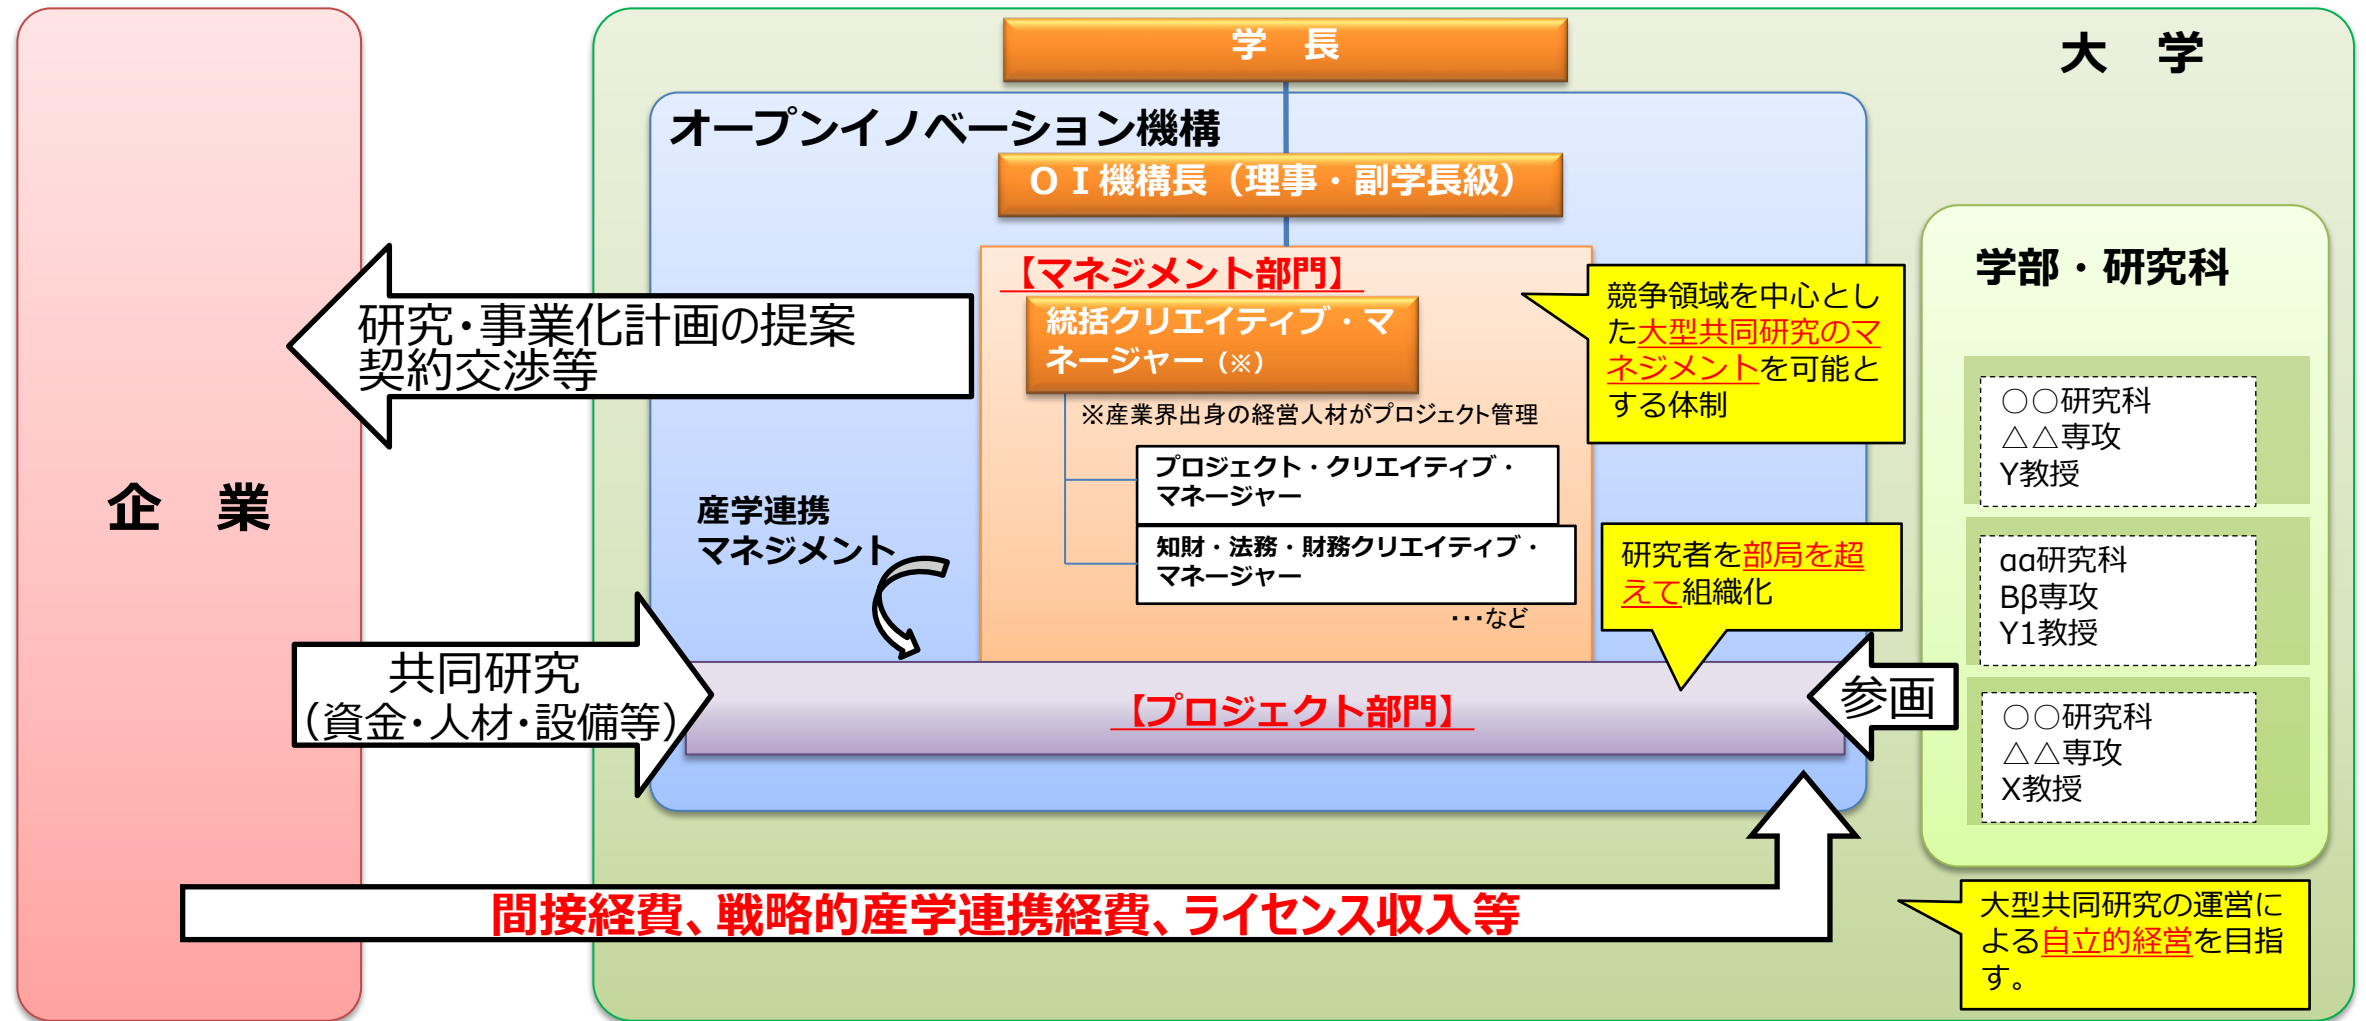 学　長
大　学
オープンイノベーション機構
ＯＩ機構長（理事・副学長級）
【マネジメント部門】
統括クリエイティブ・マ
ネージャー（※）
※産業界出身の経営人材がプロジェクト管理
プロジェクト・クリエイティブ・
マネージャー
知財・法務・財務クリエイティブ・
マネージャー
・・・など
競争領域を中心とし
た大型共同研究のマ
ネジメントを可能と
する体制
学部・研究科
○○研究科
△△専攻
Y教授
αα研究科
Ββ専攻
Y1教授
○○研究科
△△専攻
X教授
研究・事業化計画の提案
契約交渉等
企　業
産学連携
マネジメント
研究者を部局を超
えて組織化
共同研究
（資金・人材・設備等）
【プロジェクト部門】
参画
間接経費、戦略的産学連携経費、ライセンス収入等
大型共同研究の運営に
よる自立的経営を目指
す。